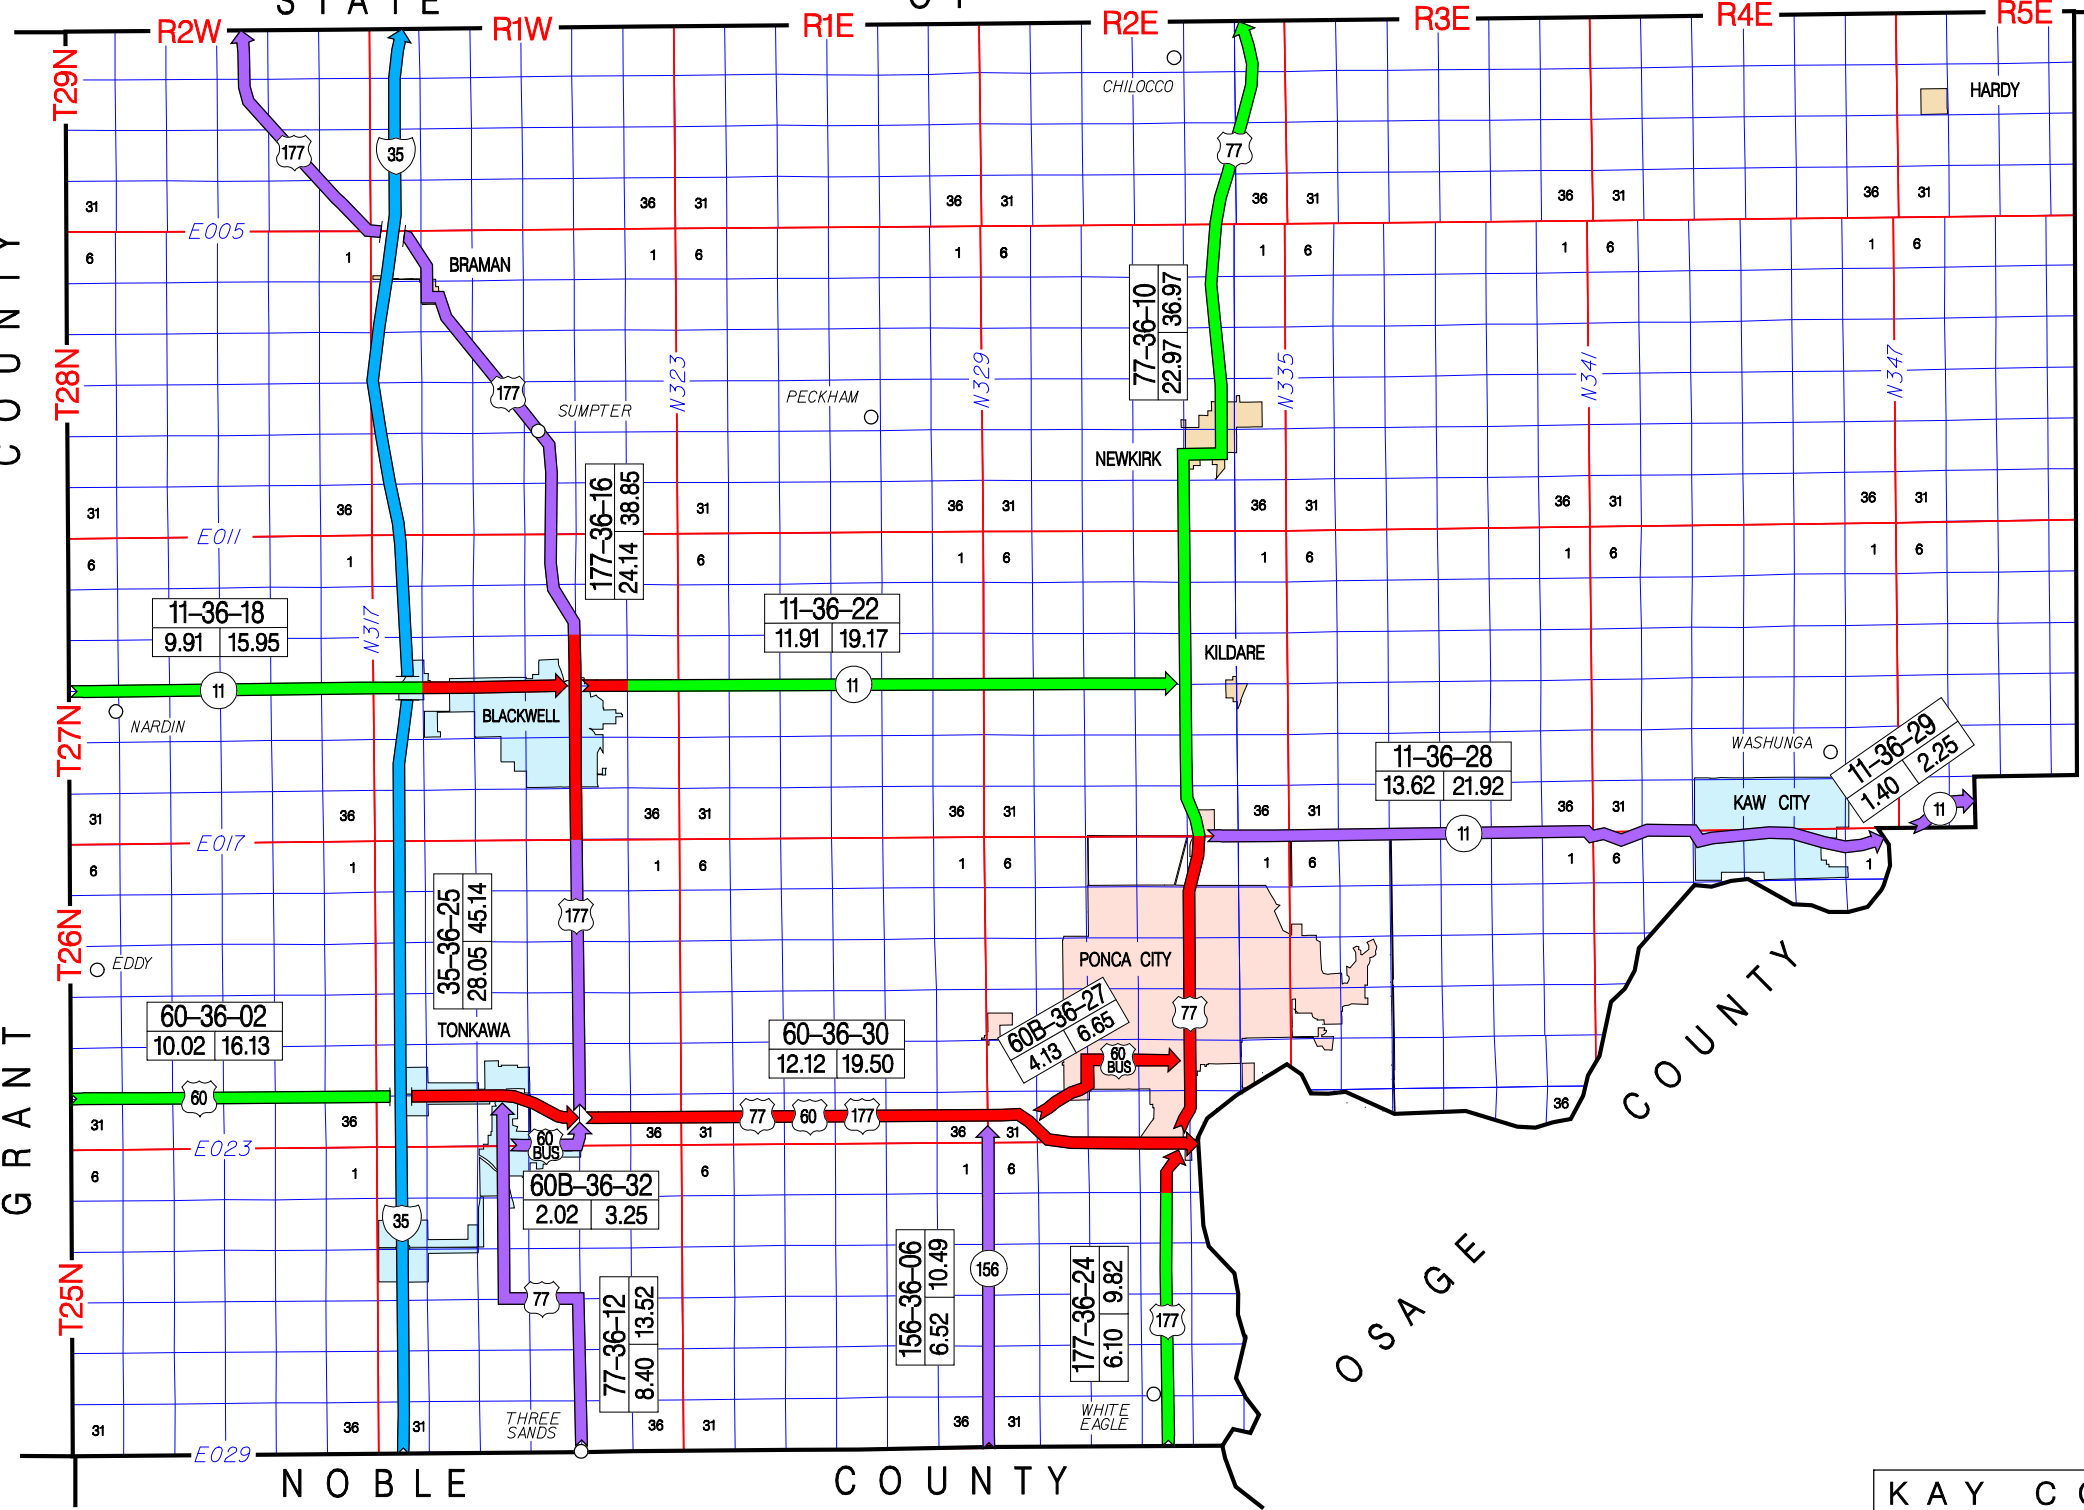 STATE OF
R2W R1W R1E R2E R3E R4E R5E
T29N
CHILOCCO
HARDY
177 35 77
31 36 31 36 31 36 31 36 31 36 31
E005
6 1 1 6 1 6 1 6 1 6 1 6
BRAMAN
COUNTY
77–36–10
22.97 36.97
T28N
N323 N329 N335 N341 N347
177
SUMPTER
PECKHAM
NEWKIRK
177–36–16
24.14 38.85
31 36 31 36 31 36 31 36 31 36 31
E011
6 1 6 1 6 1 6 1 6 1 6
N317
11–36–18
9.91 15.95
11–36–22
11.91 19.17
KILDARE
11 11
NARDIN
BLACKWELL
T27N
WASHUNGA
11–36–28
13.62 21.92
11–36–29
1.40 2.25
KAW CITY
11 11
31 36 36 31 36 31 36 31 36 31
E017
6 1 1 6 1 6 1 6 1 6 1
35–36–25
28.05 45.14
177
T26N
EDDY
PONCA CITY
77
60–36–02
10.02 16.13
TONKAWA
60–36–30
12.12 19.50
60B–36–27
4.13 6.65
60
BUS
60
77 60 177
31 36 36 31 36 31 36
E023
60
BUS
6 1 6 1 6
60B–36–32
2.02 3.25
GRANT
35
T25N
77
77–36–12
8.40 13.52
156–36–06
6.52 10.49
156
177–36–24
6.10 9.82
177
OSAGE COUNTY
THREE
SANDS
WHITE
EAGLE
31 36 31 36 31 36 31
E029
NOBLE COUNTY
KAY CO